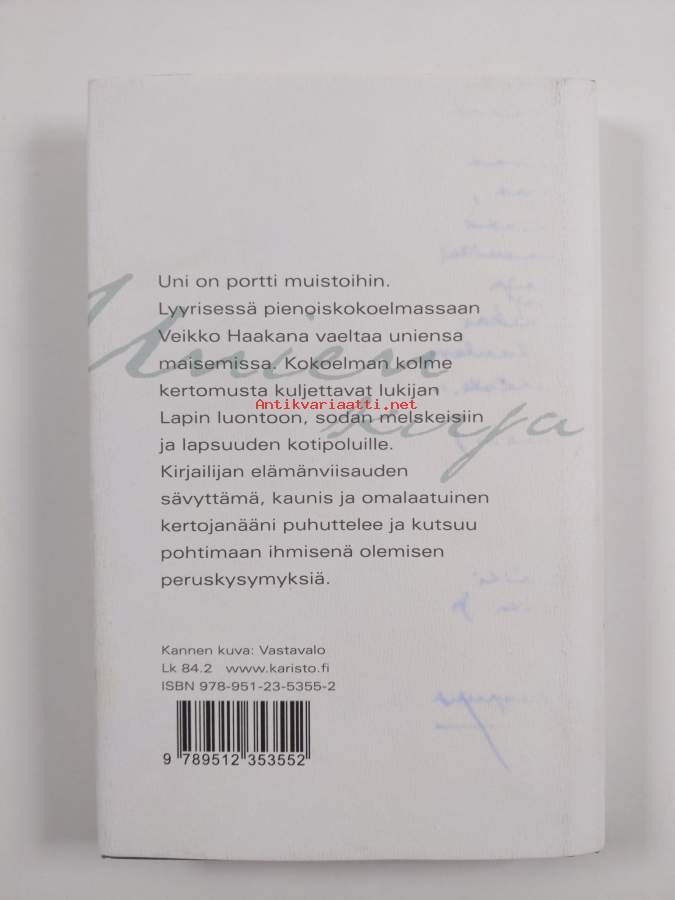 Unien
kirja
Uni on portti muistoihin.
Lyyrisessä pienoiskokoelmassaan
Veikko Haakana vaeltaa uniensa
maisemissa. Kokoelman kolme
kertomusta kuljettavat lukijan
Antikvariaatti.net
Lapin luontoon, sodan melskeisiin
ja lapsuuden kotipoluille.
Kirjailijan elämänviisauden
sävyttämä, kaunis ja omalaatuinen
kertojanääni puhuttelee ja kutsuu
pohtimaan ihmisenä olemisen
peruskysymyksiä.
Kannen kuva: Vastavalo
Lk 84.2 www.karisto.fi
ISBN 978-951-23-5355-2
9 789512 353552